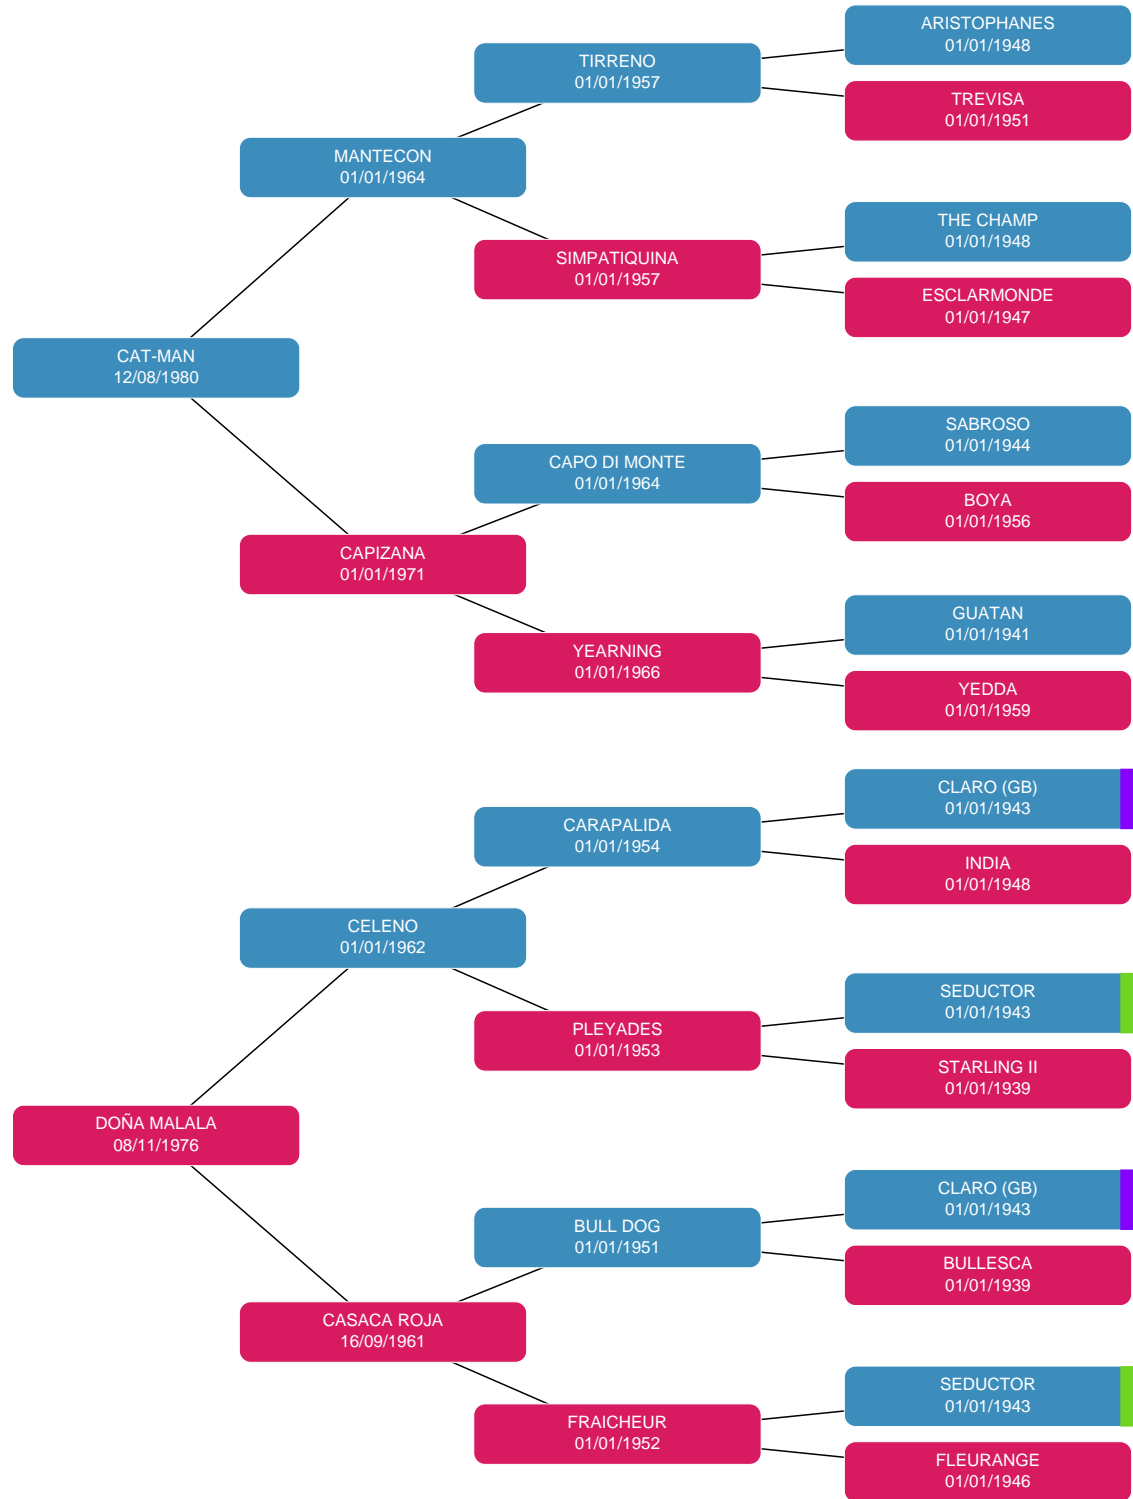 ARISTOPHANES
01/01/1948
TIRRENO
01/01/1957
TREVISA
01/01/1951
MANTECON
01/01/1964
THE CHAMP
01/01/1948
SIMPATIQUINA
01/01/1957
ESCLARMONDE
01/01/1947
CAT-MAN
12/08/1980
SABROSO
01/01/1944
CAPO DI MONTE
01/01/1964
BOYA
01/01/1956
CAPIZANA
01/01/1971
GUATAN
01/01/1941
YEARNING
01/01/1966
YEDDA
01/01/1959
CLARO (GB)
01/01/1943
CARAPALIDA
01/01/1954
INDIA
01/01/1948
CELENO
01/01/1962
SEDUCTOR
01/01/1943
PLEYADES
01/01/1953
STARLING II
01/01/1939
DOÑA MALALA
08/11/1976
CLARO (GB)
01/01/1943
BULL DOG
01/01/1951
BULLESCA
01/01/1939
CASACA ROJA
16/09/1961
SEDUCTOR
01/01/1943
FRAICHEUR
01/01/1952
FLEURANGE
01/01/1946